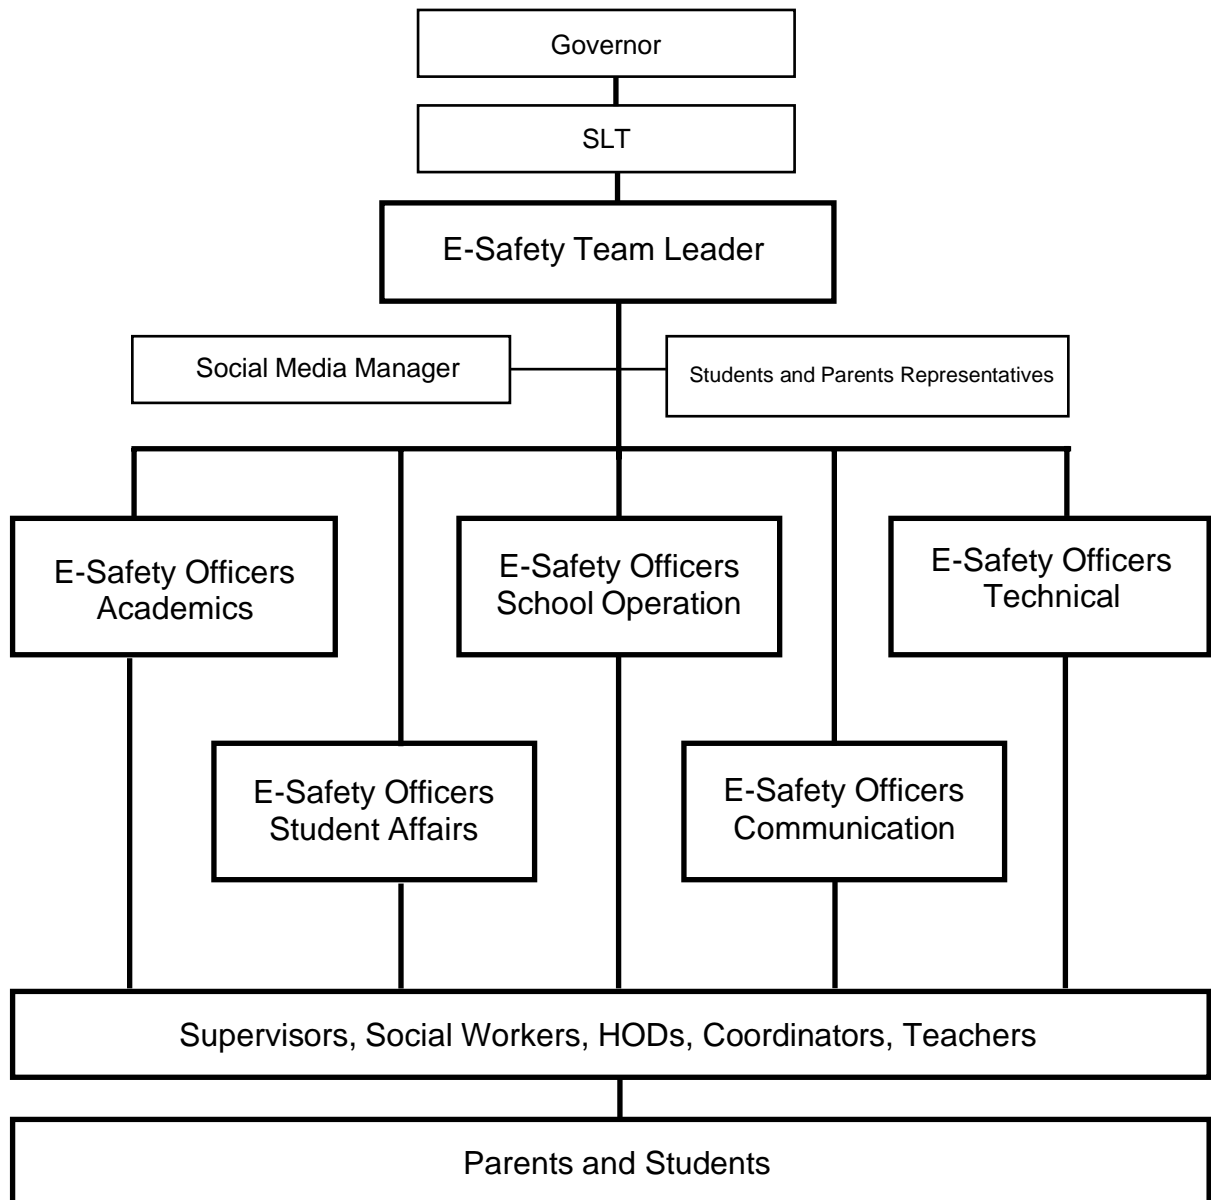 Governor
SLT
E-Safety Team Leader
Social Media Manager
Students and Parents Representatives
E-Safety Officers
Academics
E-Safety Officers
School Operation
E-Safety Officers
Technical
E-Safety Officers
Student Affairs
E-Safety Officers
Communication
Supervisors, Social Workers, HODs, Coordinators, Teachers
Parents and Students